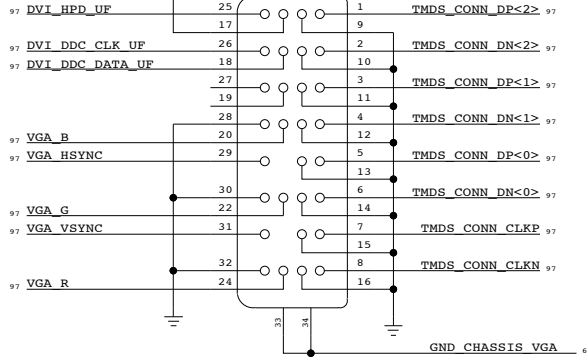 97 DVI_HPD_UF 25 1 TMDS_CONN_DP<2> 97
17 9
97 DVI_DDC_CLK_UF 26 2 TMDS_CONN_DN<2> 97
97 DVI_DDC_DATA_UF 18 10
27 3 TMDS_CONN_DP<1> 97
19 11
28 4 TMDS_CONN_DN<1> 97
97 VGA_B 20 12
97 VGA_HSYNC 29 5 TMDS_CONN_DP<0> 97
13
30 6 TMDS_CONN_DN<0> 97
97 VGA_G 22 14
97 VGA_VSYNC 31 7 TMDS_CONN_CLKP 97
15
32 8 TMDS_CONN_CLKN 97
97 VGA_R 24 16
33 34
GND_CHASSIS_VGA 6